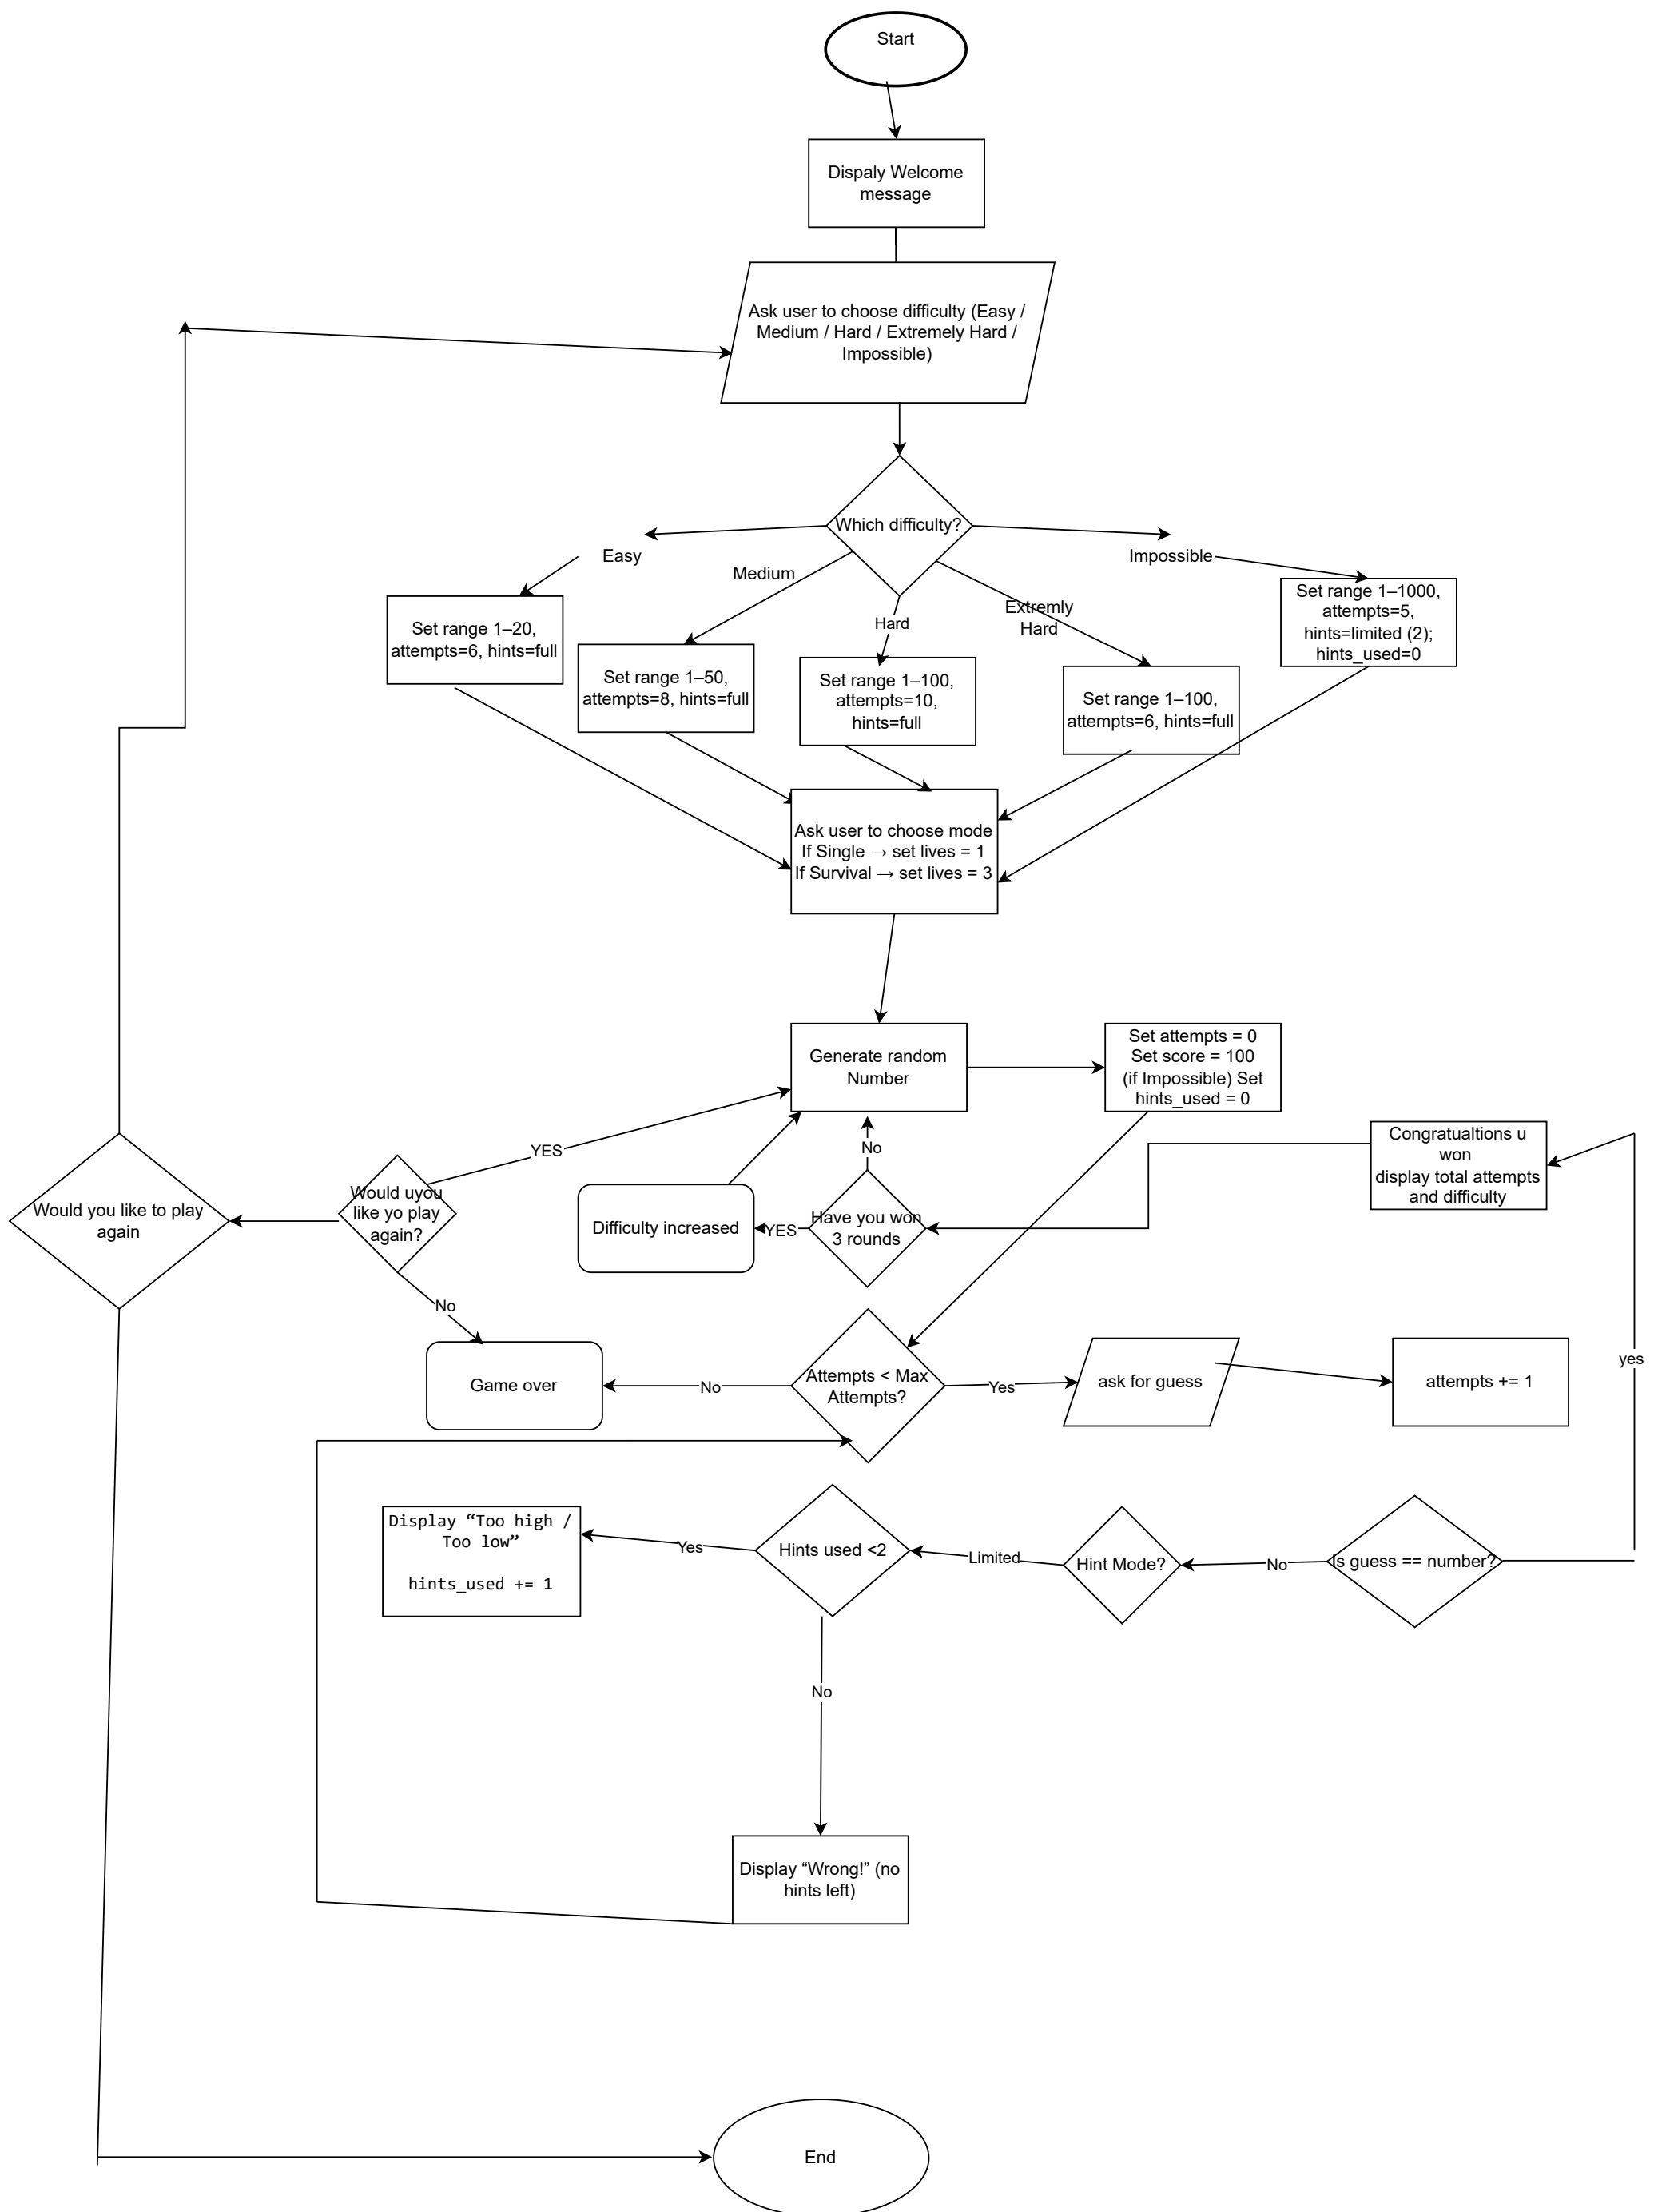 Start
Dispaly Welcome
message
Ask user to choose difficulty (Easy /
Medium / Hard / Extremely Hard /
Impossible)
Which difficulty?
Easy
Medium
Hard
Extremly
Hard
Impossible
Set range 1–20,
attempts=6, hints=full
Set range 1–50,
attempts=8, hints=full
Set range 1–100,
attempts=10,
hints=full
Set range 1–100,
attempts=6, hints=full
Set range 1–1000,
attempts=5,
hints=limited (2);
hints_used=0
Ask user to choose mode
If Single → set lives = 1
If Survival → set lives = 3
Generate random
Number
Set attempts = 0
Set score = 100
(if Impossible) Set
hints_used = 0
Congratualtions u
won
display total attempts
and difficulty
YES
No
Would you like to play
again
Would uyou
like yo play
again?
Difficulty increased
YES
Have you won
3 rounds
No
Game over
No
Attempts < Max
Attempts?
Yes
ask for guess
attempts += 1
yes
Display “Too high /
Too low”
hints_used += 1
Yes
Hints used <2
Limited
Hint Mode?
No
Is guess == number?
No
Display “Wrong!” (no
hints left)
End